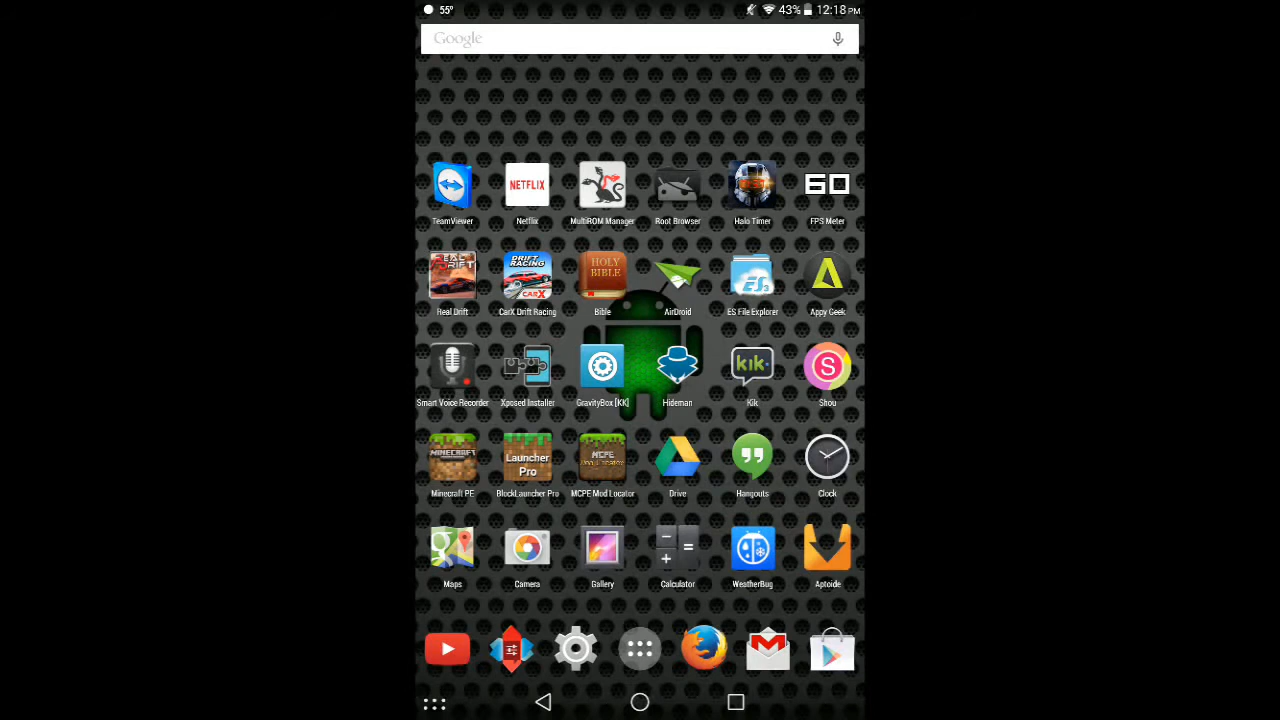 55° 43% 12:18 PM
Google
NETFLIX
60
TeamViewer Netflix MultiROM Manager Root Browser Halo Timer FPS Meter
REAL DRIFT
DRIFT RACING CARX
HOLY BIBLE
ES 3
Real Drift CarX Drift Racing Bible AirDroid ES File Explorer Appy Geek
kik
S
Smart Voice Recorder Xposed Installer GravityBox [KK] Hideman Kik Shou
MINECRAFT
Launcher Pro
MCPE Mod Locator
Minecraft PE BlockLauncher Pro MCPE Mod Locator Drive Hangouts Clock
Maps Camera Gallery Calculator WeatherBug Aptoide